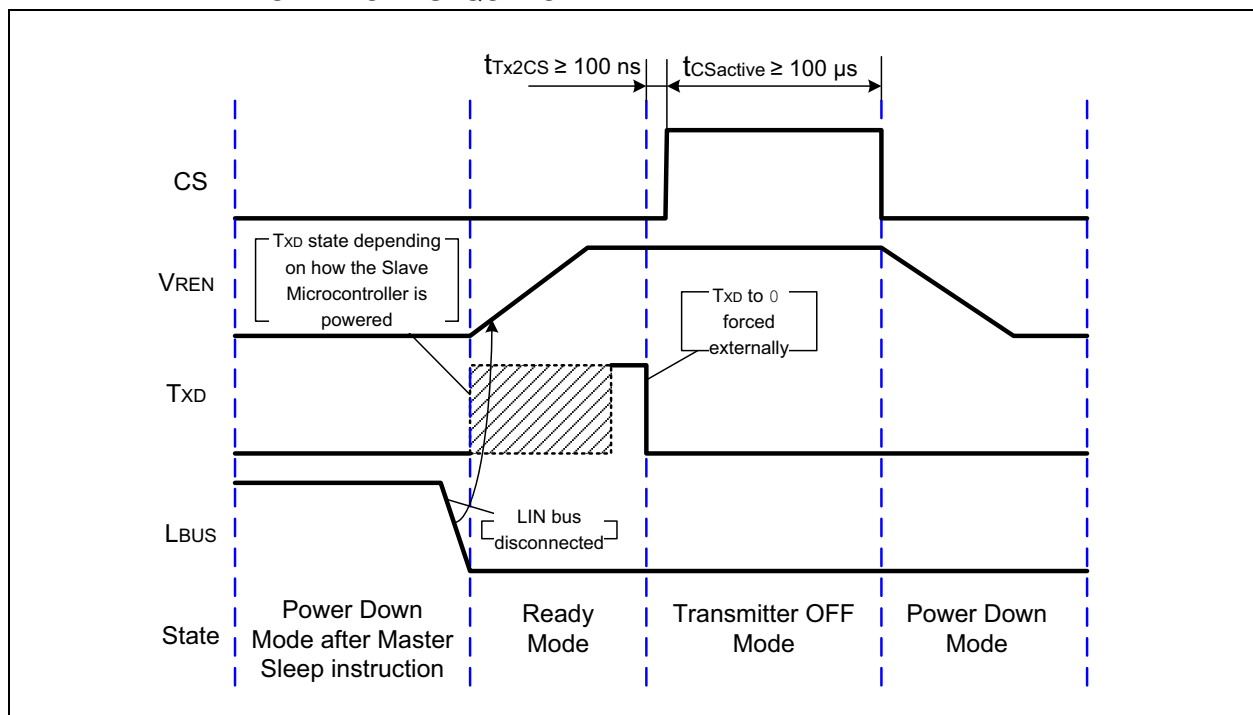 tTx2CS ≥ 100 ns
tCSactive ≥ 100 µs
CS
TXD state depending
on how the Slave
Microcontroller is
powered
VREN
TXD to 0
forced
externally
TXD
LBUS
LIN bus
disconnected
State
Power Down
Mode after Master
Sleep instruction
Ready
Mode
Transmitter OFF
Mode
Power Down
Mode